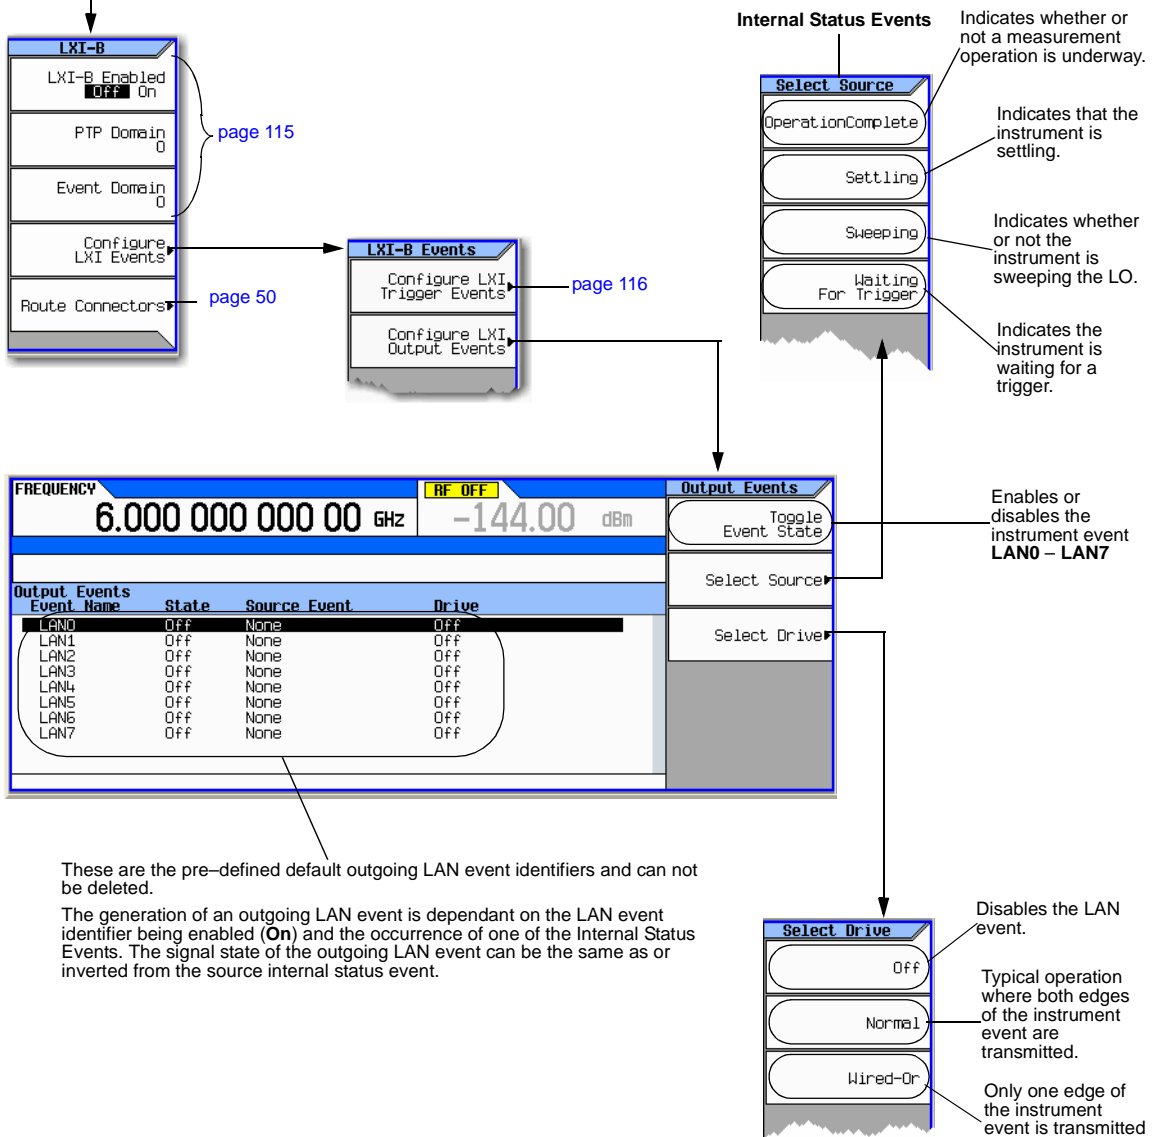 LXI-B
LXI-B Enabled
Off On
PTP Domain
0
Event Domain
0
Configure
LXI Events
Route Connectors
page 115
page 50
LXI-B Events
Configure LXI
Trigger Events
Configure LXI
Output Events
page 116
Internal Status Events
Select Source
OperationComplete
Settling
Sweeping
Waiting
For Trigger
Indicates whether or
not a measurement
operation is underway.
Indicates that the
instrument is
settling.
Indicates whether
or not the
instrument is
sweeping the LO.
Indicates the
instrument is
waiting for a
trigger.
FREQUENCY
6.000 000 000 00 GHz
RF OFF
-144.00 dBm
Output Events
Event Name State Source Event Drive
LAN0 Off None Off
LAN1 Off None Off
LAN2 Off None Off
LAN3 Off None Off
LAN4 Off None Off
LAN5 Off None Off
LAN6 Off None Off
LAN7 Off None Off
Output Events
Toggle
Event State
Select Source
Select Drive
Enables or
disables the
instrument event
LAN0 – LAN7
These are the pre–defined default outgoing LAN event identifiers and can not
be deleted.
The generation of an outgoing LAN event is dependant on the LAN event
identifier being enabled (On) and the occurrence of one of the Internal Status
Events. The signal state of the outgoing LAN event can be the same as or
inverted from the source internal status event.
Select Drive
Off
Normal
Wired-Or
Disables the LAN
event.
Typical operation
where both edges
of the instrument
event are
transmitted.
Only one edge of
the instrument
event is transmitted